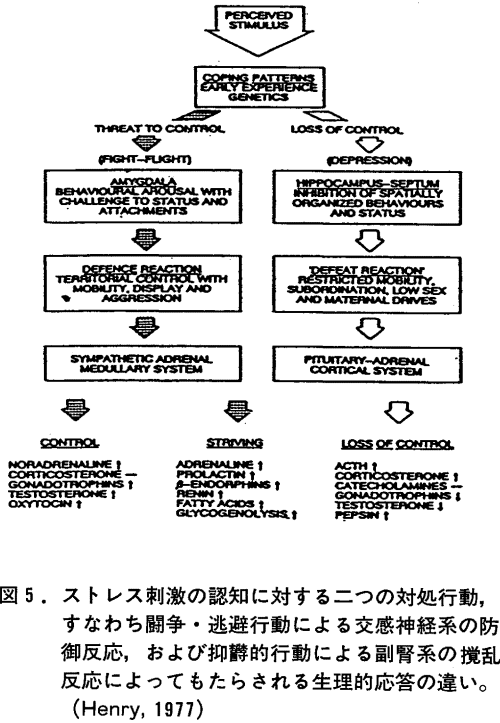 PERCEIVED
STIMULUS
COPING PATTERNS
EARLY EXPERIENCE
GENETICS
THREAT TO CONTROL
LOSS OF CONTROL
(FIGHT–FLIGHT)
(DEPRESSION)
AMYGDALA
BEHAVIOURAL AROUSAL WITH
CHALLENGE TO STATUS AND
ATTACHMENTS
HIPPOCAMPUS–SEPTUM
INHIBITION OF SPATIALLY
ORGANIZED BEHAVIOURS
AND STATUS
DEFENCE REACTION
TERRITORIAL CONTROL WITH
MOBILITY, DISPLAY AND
AGGRESSION
'DEFEAT REACTION'
RESTRICTED MOBILITY,
SUBORDINATION, LOW SEX
AND MATERNAL DRIVES
SYMPATHETIC ADRENAL
MEDULLARY SYSTEM
PITUITARY–ADRENAL
CORTICAL SYSTEM
CONTROL
NORADRENALINE ↑
CORTICOSTERONE –
GONADOTROPHINS ↑
TESTOSTERONE ↑
OXYTOCIN ↑
STRIVING
ADRENALINE ↑
PROLACTIN ↑
β-ENDORPHINS ↑
RENIN ↑
FATTY ACIDS ↑
GLYCOGENOLYSIS ↑
LOSS OF CONTROL
ACTH ↑
CORTICOSTERONE ↑
CATECHOLAMINES –
GONADOTROPHINS ↓
TESTOSTERONE ↓
PEPSIN ↑
図5．ストレス刺激の認知に対する二つの対処行動，
すなわち闘争・逃避行動による交感神経系の防
御反応，および抑欝的行動による副腎系の撹乱
反応によってもたらされる生理的応答の違い。
（Henry, 1977）